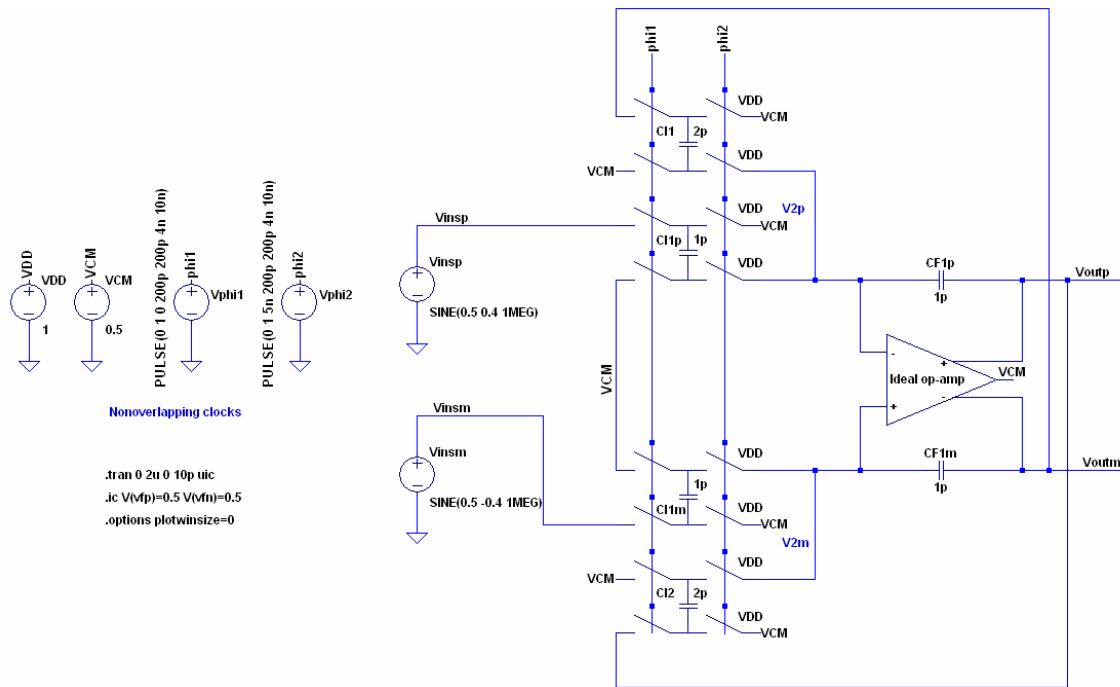 VDD
VDD
1
VCM
VCM
0.5
PULSE(0 1 0 200p 200p 4n 10n)
phi1
Vphi1
PULSE(0 1 5n 200p 200p 4n 10n)
phi2
Vphi2
Nonoverlapping clocks
.tran 0 2u 0 10p uic
.ic V(vfp)=0.5 V(vfn)=0.5
.options plotwinsize=0
Vinsp
Vinsp
SINE(0.5 0.4 1MEG)
Vinsm
Vinsm
SINE(0.5 -0.4 1MEG)
phi1
phi2
VDD
VCM
CI1
2p
VDD
VCM
VDD
V2p
VCM
CI1p
1p
VDD
VCM
VDD
1p
CI1m
VDD
VCM
V2m
VDD
VCM
CI2
2p
VDD
VCM
CF1p
1p
Voutp
-
+
Ideal op-amp
VCM
+
-
CF1m
1p
Voutm